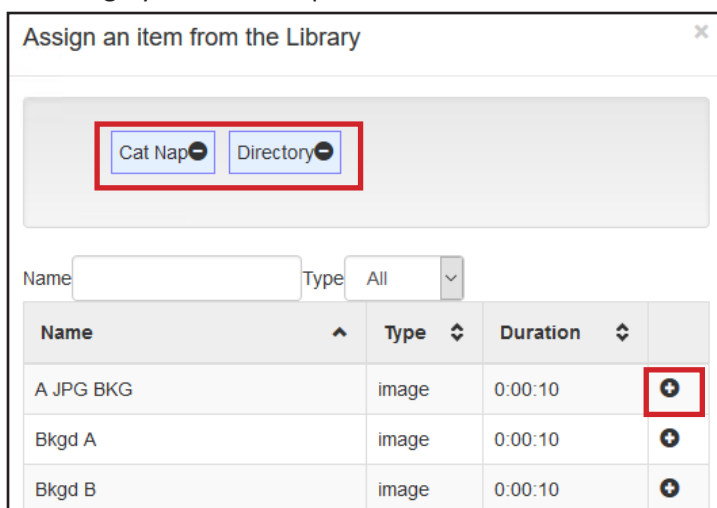 Assign an item from the Library ×
Cat Nap Directory
Name Type All
Name Type Duration
A JPG BKG image 0:00:10
Bkgd A image 0:00:10
Bkgd B image 0:00:10